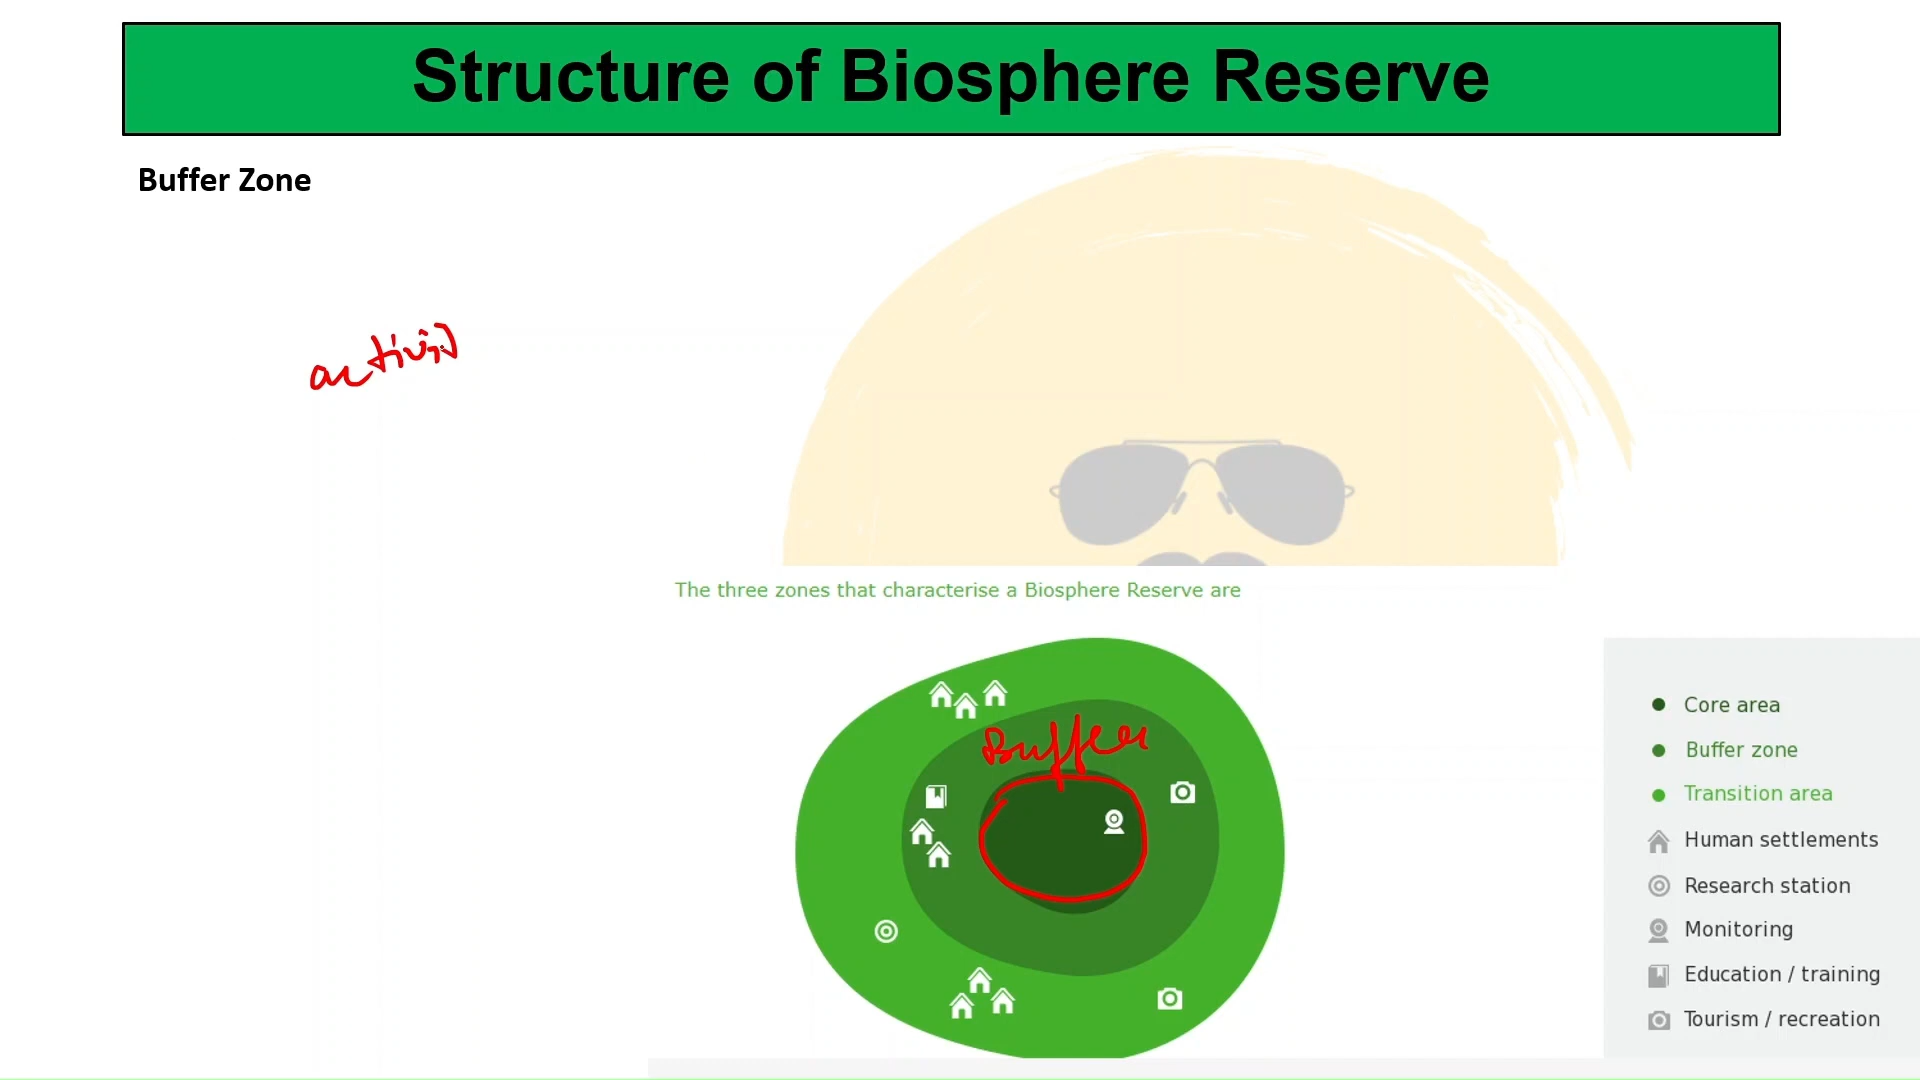 Structure of Biosphere Reserve
Buffer Zone
The three zones that characterise a Biosphere Reserve are
Buffer
Core area
Buffer zone
Transition area
Human settlements
Research station
Monitoring
Education / training
Tourism / recreation